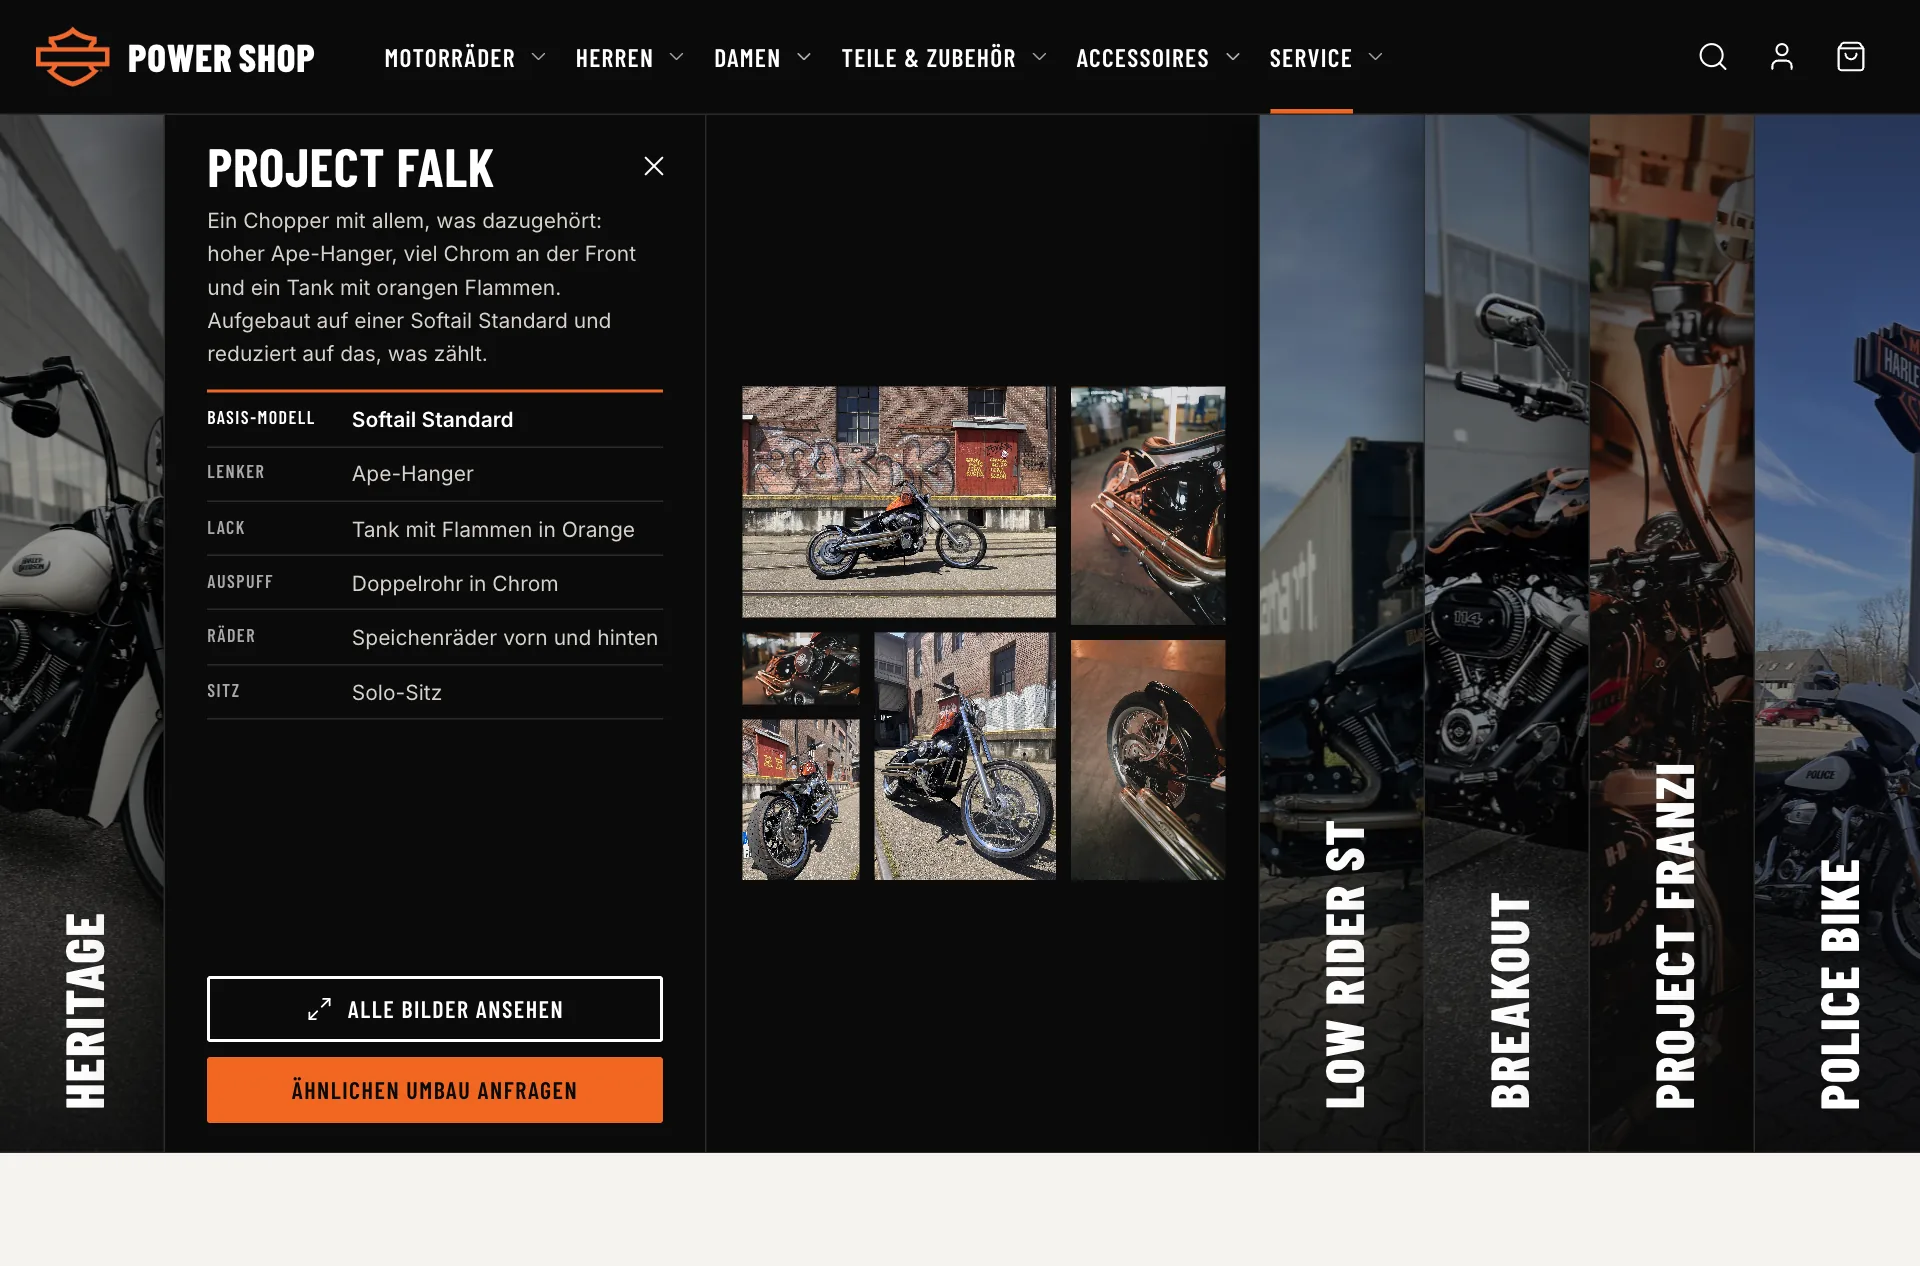 POWER SHOP
MOTORRÄDER
HERREN
DAMEN
TEILE & ZUBEHÖR
ACCESSOIRES
SERVICE
HERITAGE
PROJECT FALK
Ein Chopper mit allem, was dazugehört:
hoher Ape-Hanger, viel Chrom an der Front
und ein Tank mit orangen Flammen.
Aufgebaut auf einer Softail Standard und
reduziert auf das, was zählt.
BASIS-MODELL Softail Standard
LENKER Ape-Hanger
LACK Tank mit Flammen in Orange
AUSPUFF Doppelrohr in Chrom
RÄDER Speichenräder vorn und hinten
SITZ Solo-Sitz
ALLE BILDER ANSEHEN
ÄHNLICHEN UMBAU ANFRAGEN
LOW RIDER ST
114
BREAKOUT
PROJECT FRANZI
POLICE
POLICE BIKE